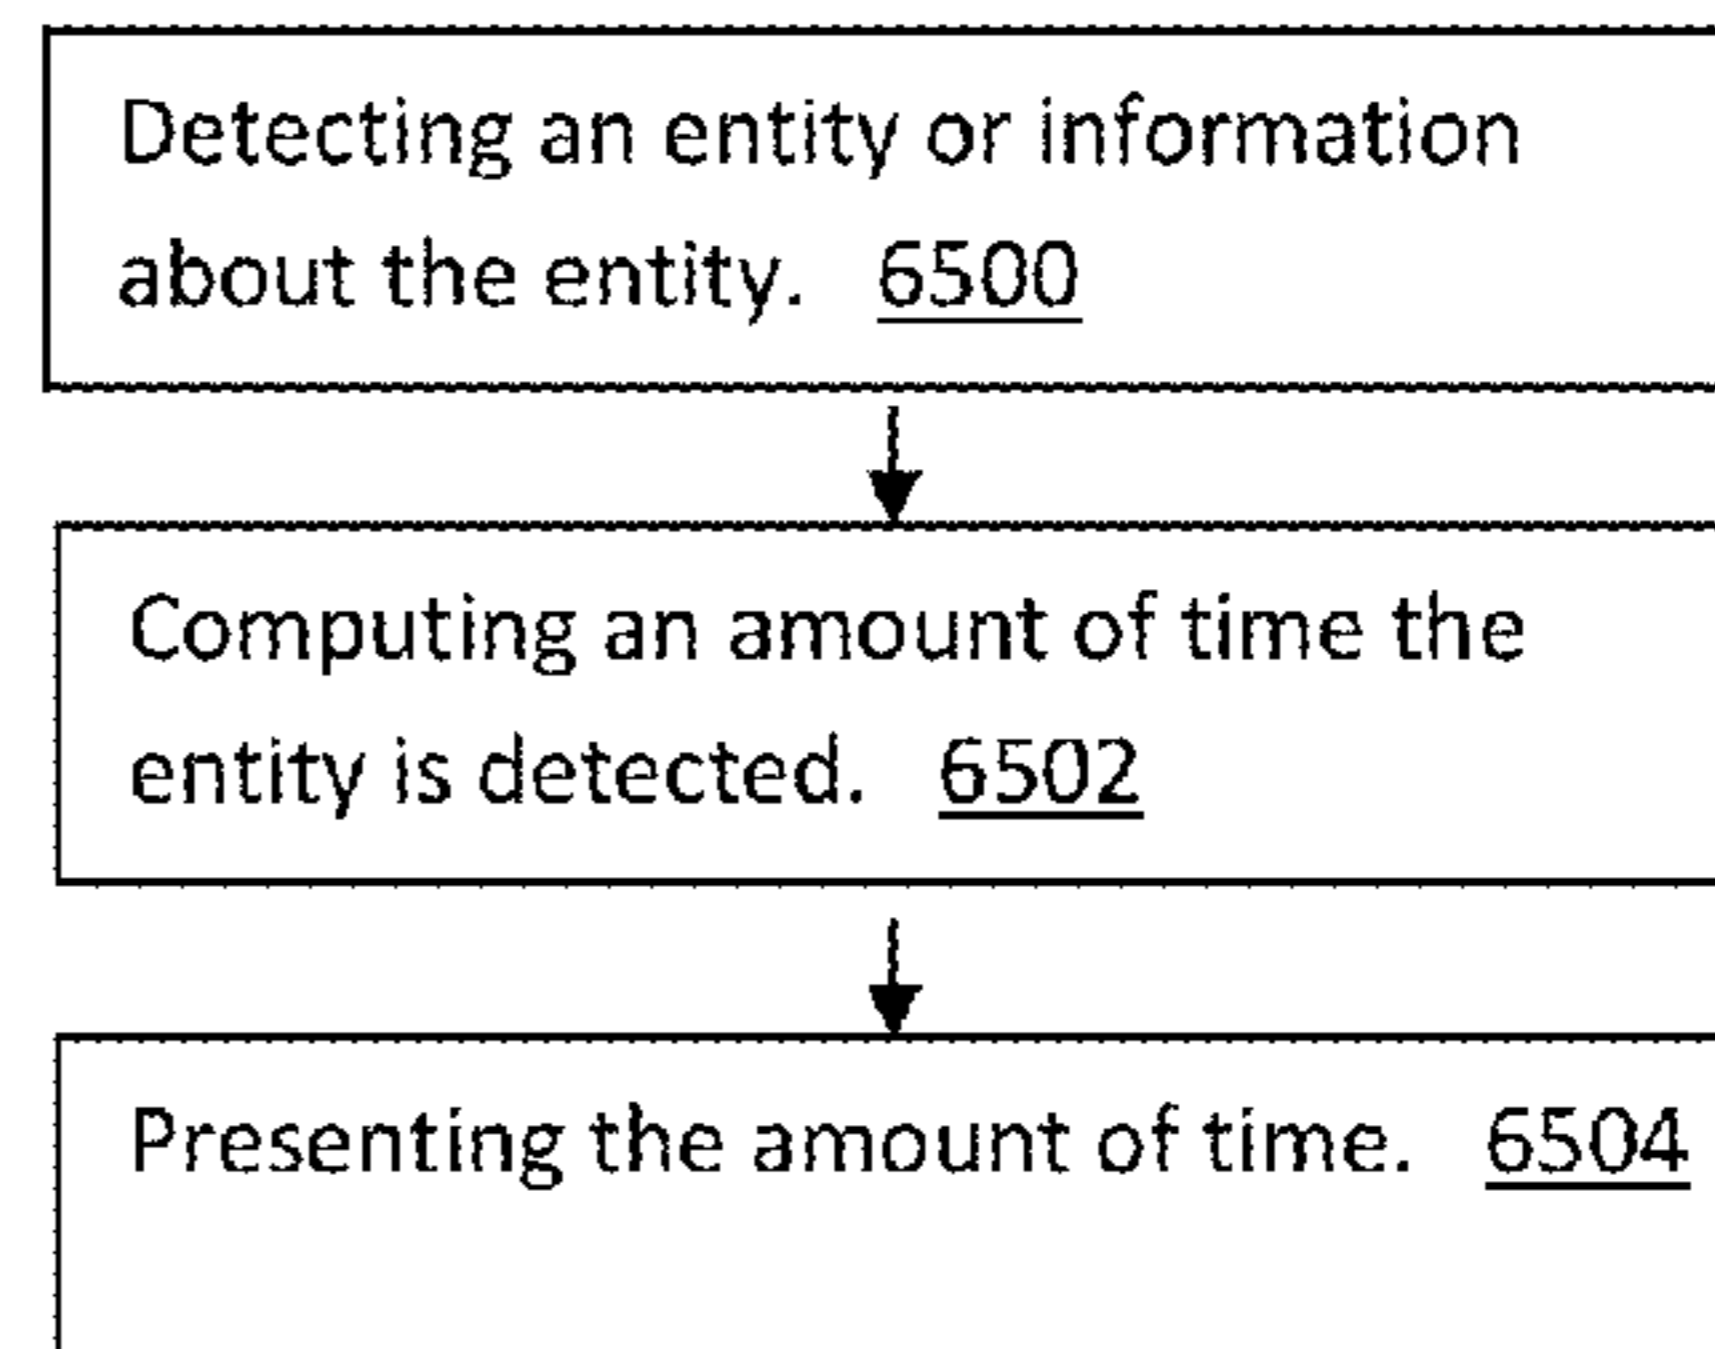 Detecting an entity or information
about the entity. 6500
Computing an amount of time the
entity is detected. 6502
Presenting the amount of time. 6504